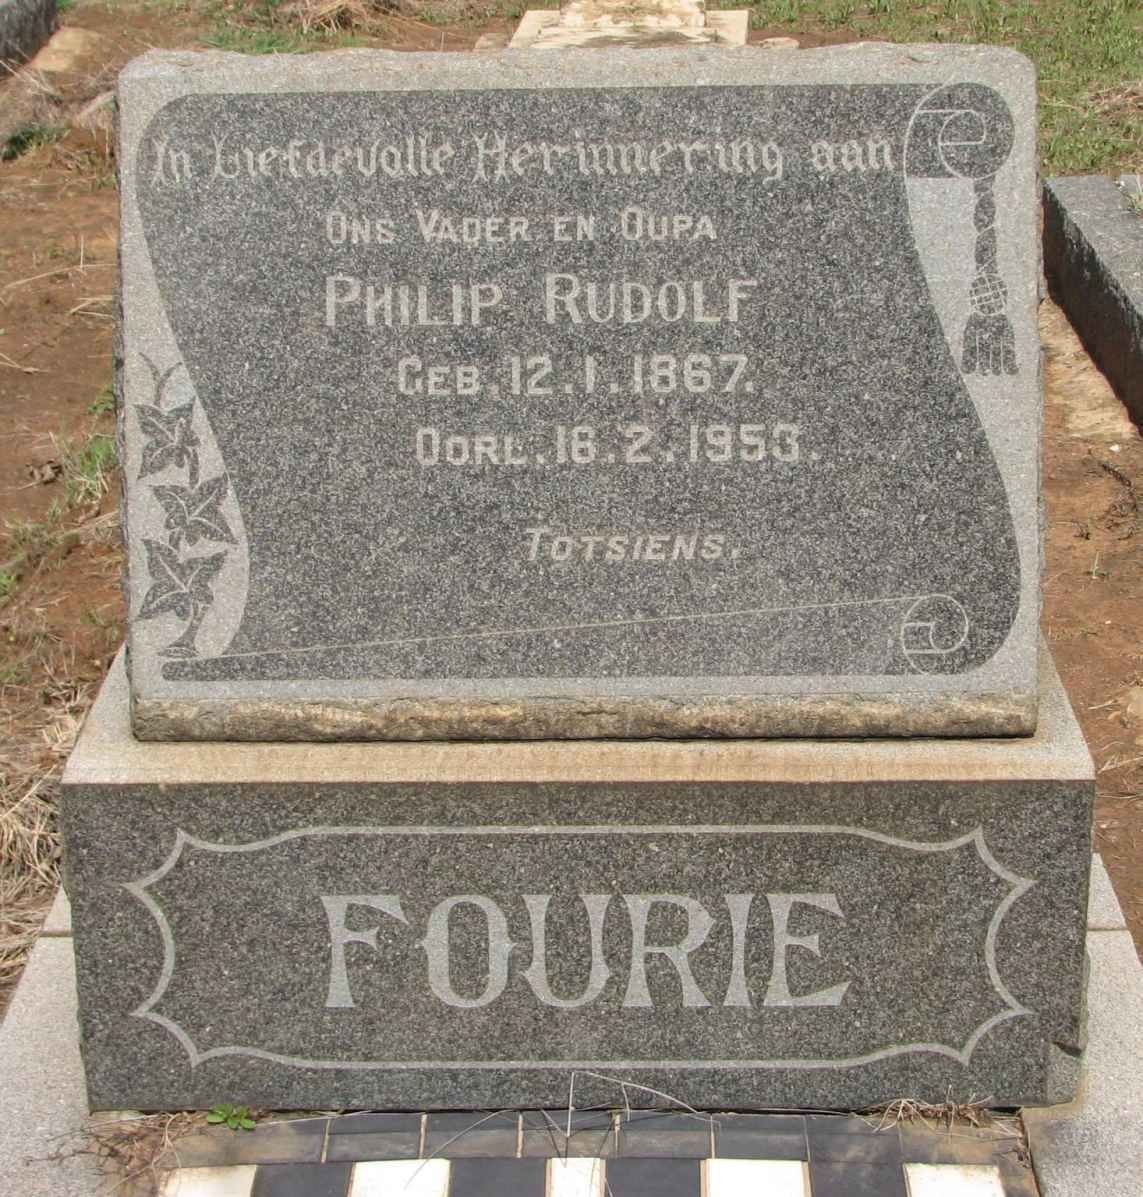 In Liefdevolle Herinnering aan
ONS VADER EN OUPA
PHILIP RUDOLF
GEB. 12.1.1867.
OORL. 16.2.1953.
TOTSIENS.
FOURIE